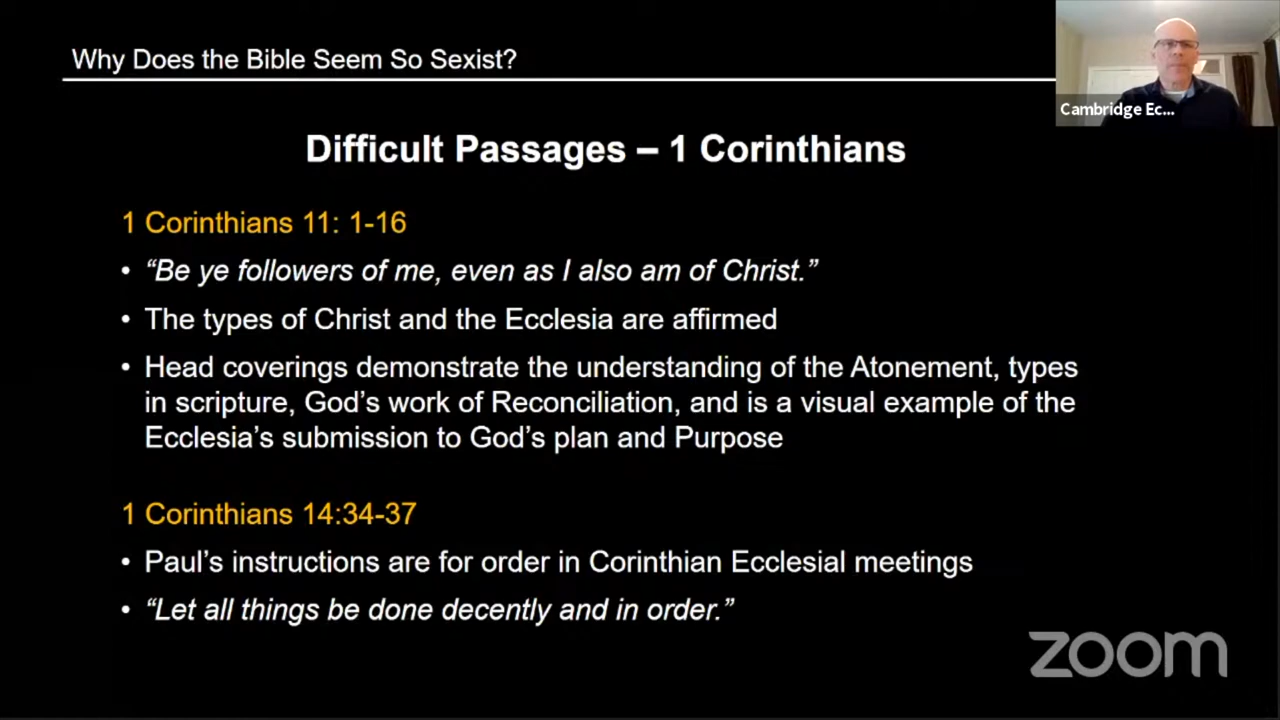 Why Does the Bible Seem So Sexist?
Cambridge Ec...
Difficult Passages – 1 Corinthians
1 Corinthians 11: 1-16
• “Be ye followers of me, even as I also am of Christ.”
• The types of Christ and the Ecclesia are affirmed
• Head coverings demonstrate the understanding of the Atonement, types
in scripture, God’s work of Reconciliation, and is a visual example of the
Ecclesia’s submission to God’s plan and Purpose
1 Corinthians 14:34-37
• Paul’s instructions are for order in Corinthian Ecclesial meetings
• “Let all things be done decently and in order.”
zoom